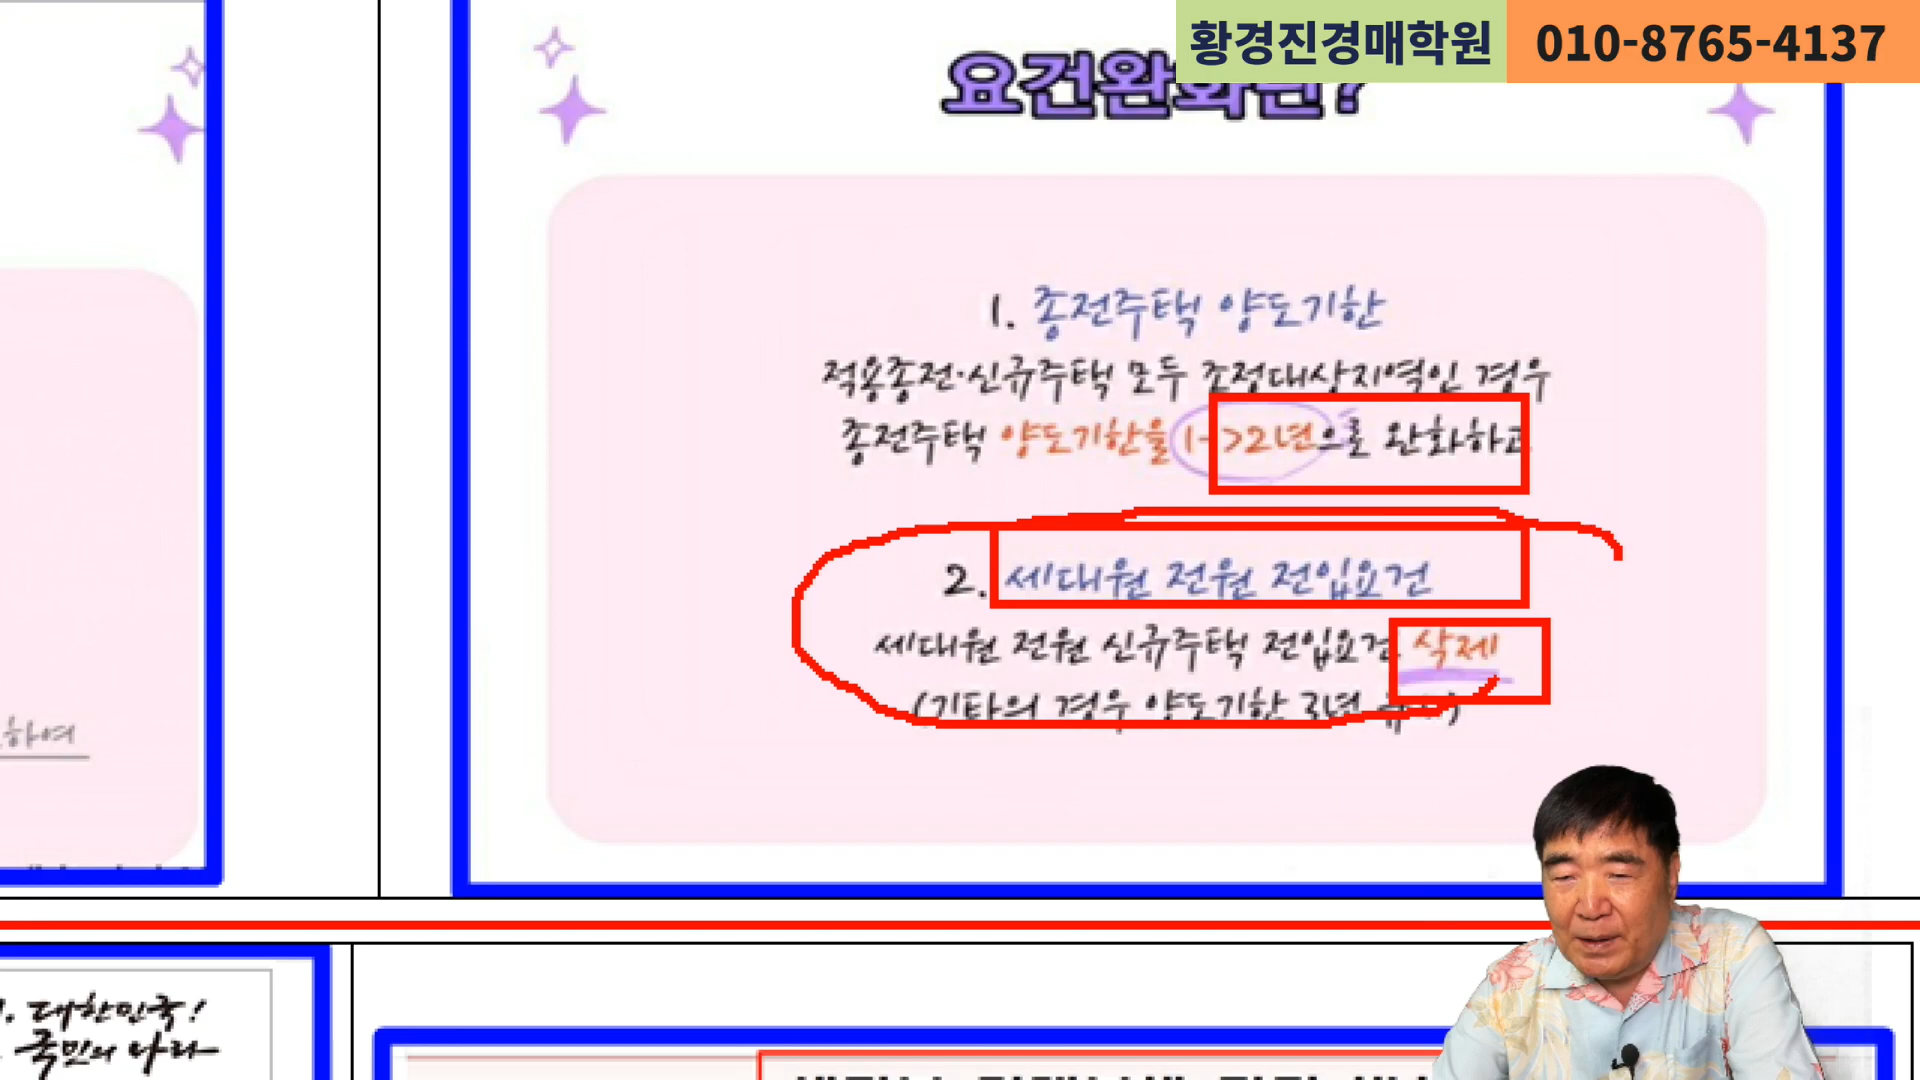 황경진경매학원 010-8765-4137
요건완화란?
1. 종전주택 양도기한
적용종전·신규주택 모두 조정대상지역인 경우
종전주택 양도기한을 1->2년으로 완화하고
2. 세대원 전원 전입요건
세대원 전원 신규주택 전입요건 삭제
(기타의 경우 양도기한 3년
하여
대한민국!
국민의 나라